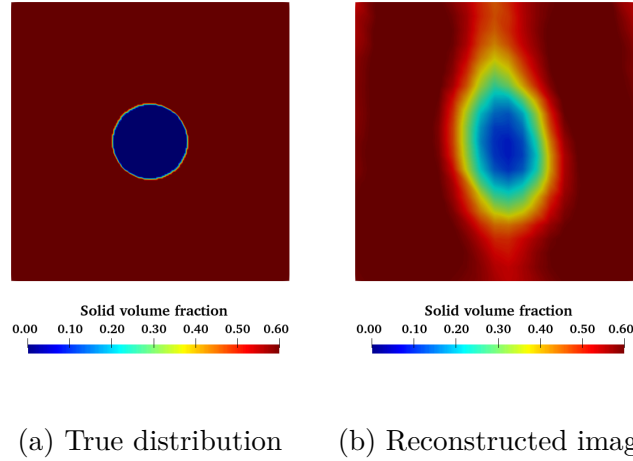 Solid volume fraction
0.00 0.10 0.20 0.30 0.40 0.50 0.60
Solid volume fraction
0.00 0.10 0.20 0.30 0.40 0.50 0.60
(a) True distribution
(b) Reconstructed imag